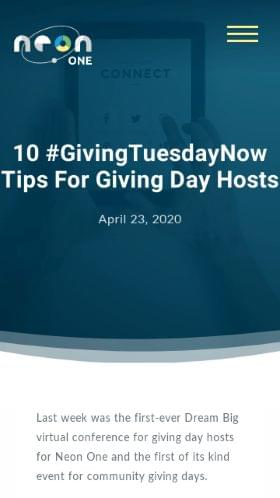 neon
ONE
CONNECT
10 #GivingTuesdayNow
Tips For Giving Day Hosts
April 23, 2020
Last week was the first-ever Dream Big
virtual conference for giving day hosts
for Neon One and the first of its kind
event for community giving days.